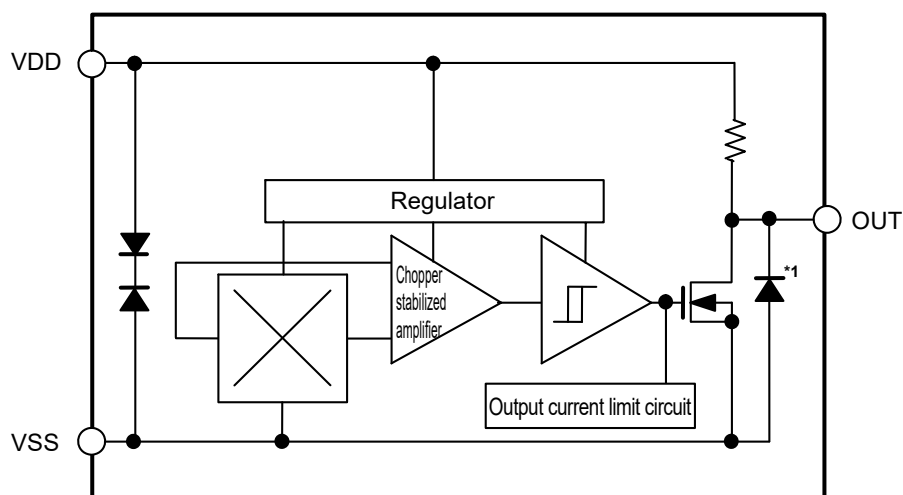 VDD
Regulator
OUT
*1
Chopper
stabilized
amplifier
Output current limit circuit
VSS